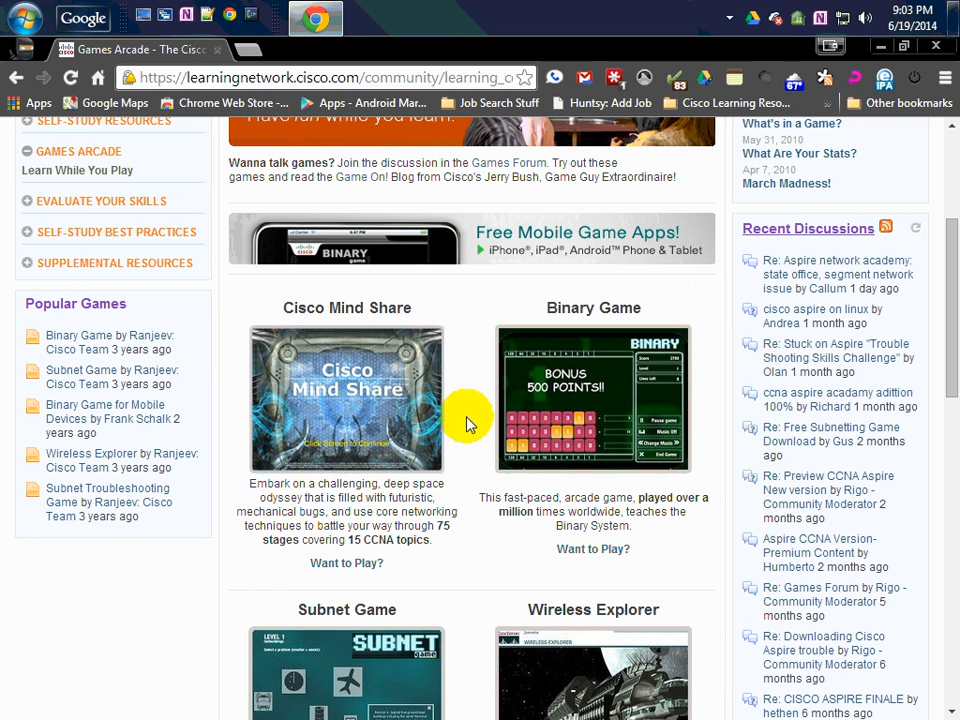 Google
9:03 PM
6/19/2014
Games Arcade - The Cisc
https://learningnetwork.cisco.com/community/learning_c
83
67°
IPA
Apps
Google Maps
Chrome Web Store -...
Apps - Android Mar...
Job Search Stuff
Huntsy: Add Job
Cisco Learning Reso...
»
Other bookmarks
SELF-STUDY RESOURCES
GAMES ARCADE
Learn While You Play
EVALUATE YOUR SKILLS
SELF-STUDY BEST PRACTICES
SUPPLEMENTAL RESOURCES
Popular Games
Binary Game by Ranjeev:
Cisco Team 3 years ago
Subnet Game by Ranjeev:
Cisco Team 3 years ago
Binary Game for Mobile
Devices by Frank Schalk 2
years ago
Wireless Explorer by Ranjev:
Cisco Team 3 years ago
Subnet Troubleshooting
Game by Ranjeev: Cisco
Team 3 years ago
Have fun while you learn!
Wanna talk games? Join the discussion in the Games Forum. Try out these
games and read the Game On! Blog from Cisco's Jerry Bush, Game Guy Extraordinaire!
CISCO
BINARY
game
Free Mobile Game Apps!
iPhone®, iPad®, Android™ Phone & Tablet
Cisco Mind Share
Cisco
Mind Share
Click Screen to Continue
Embark on a challenging, deep space
odyssey that is filled with futuristic,
mechanical bugs, and use core networking
techniques to battle your way through 75
stages covering 15 CCNA topics.
Want to Play?
Binary Game
BINARY
BONUS
500 POINTS!!
Pause game
Music Off
Change Music
End Game
This fast-paced, arcade game, played over a
million times worldwide, teaches the
Binary System.
Want to Play?
Subnet Game
LEVEL 1
SUBNET
game
Wireless Explorer
WIRELESS EXPLORER
What's in a Game?
May 31, 2010
What Are Your Stats?
Apr 7, 2010
March Madness!
Recent Discussions
Re: Aspire network academy:
state office, segment network
issue by Callum 1 day ago
cisco aspire on linux by
Andrea 1 month ago
Re: Stuck on Aspire "Trouble
Shooting Skills Challenge" by
Olan 1 month ago
ccna aspire acadamy adittion
100% by Richard 1 month ago
Re: Free Subnetting Game
Download by Gus 2 months
ago
Re: Preview CCNA Aspire
New version by Rigo -
Community Moderator 2
months ago
Aspire CCNA Version-
Premium Content by
Humberto 2 months ago
Re: Games Forum by Rigo -
Community Moderator 5
months ago
Re: Downloading Cisco
Aspire trouble by Rigo -
Community Moderator 6
months ago
Re: CISCO ASPIRE FINALE by
hethen 6 months ago